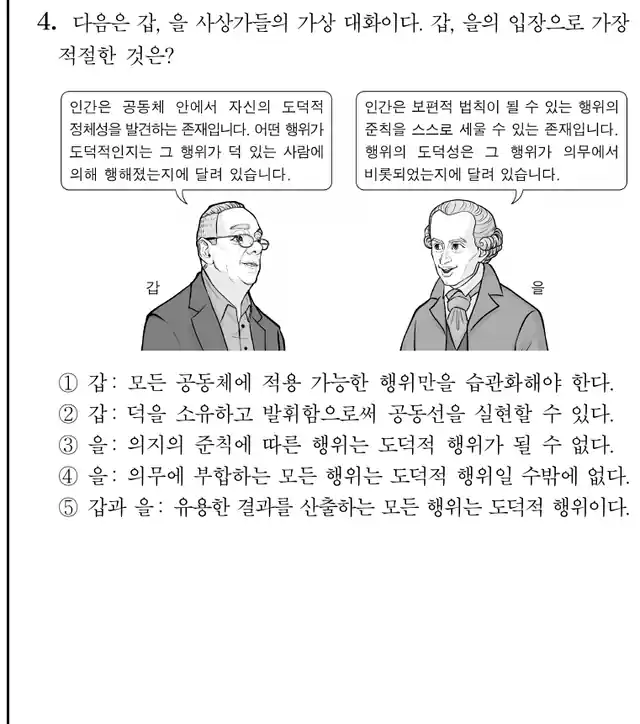 4. 다음은 갑, 을 사상가들의 가상 대화이다. 갑, 을의 입장으로 가장
적절한 것은?
인간은 공동체 안에서 자신의 도덕적
정체성을 발견하는 존재입니다. 어떤 행위가
도덕적인지는 그 행위가 덕 있는 사람에
의해 행해졌는지에 달려 있습니다.
인간은 보편적 법칙이 될 수 있는 행위의
준칙을 스스로 세울 수 있는 존재입니다.
행위의 도덕성은 그 행위가 의무에서
비롯되었는지에 달려 있습니다.
갑
을
① 갑: 모든 공동체에 적용 가능한 행위만을 습관화해야 한다.
② 갑: 덕을 소유하고 발휘함으로써 공동선을 실현할 수 있다.
③ 을: 의지의 준칙에 따른 행위는 도덕적 행위가 될 수 없다.
④ 을: 의무에 부합하는 모든 행위는 도덕적 행위일 수밖에 없다.
⑤ 갑과 을: 유용한 결과를 산출하는 모든 행위는 도덕적 행위이다.